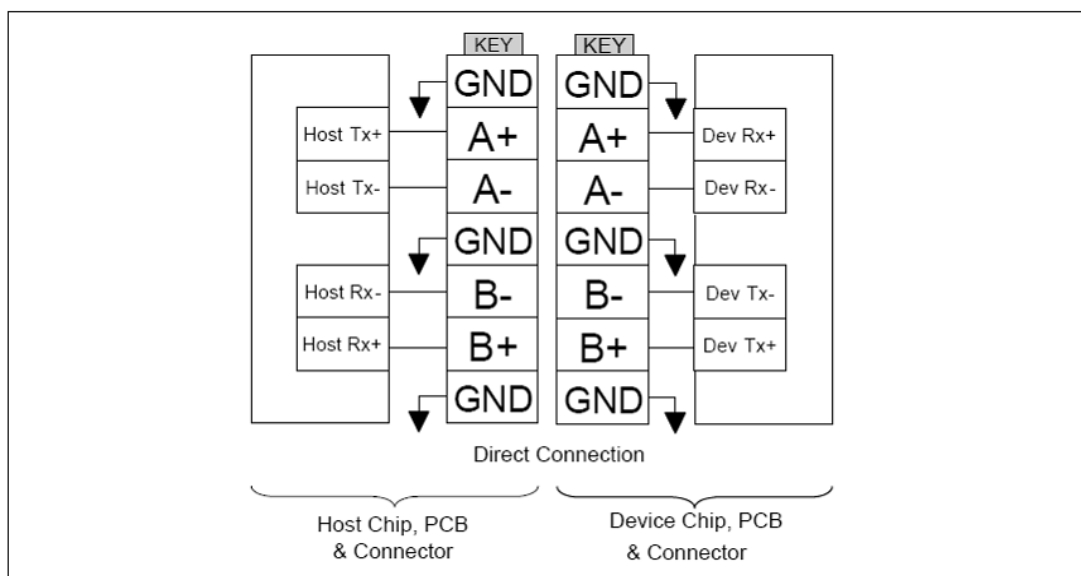 KEY KEY
GND GND
Host Tx+ A+ A+ Dev Rx+
Host Tx- A- A- Dev Rx-
GND GND
Host Rx- B- B- Dev Tx-
Host Rx+ B+ B+ Dev Tx+
GND GND
Direct Connection
Host Chip, PCB
& Connector
Device Chip, PCB
& Connector